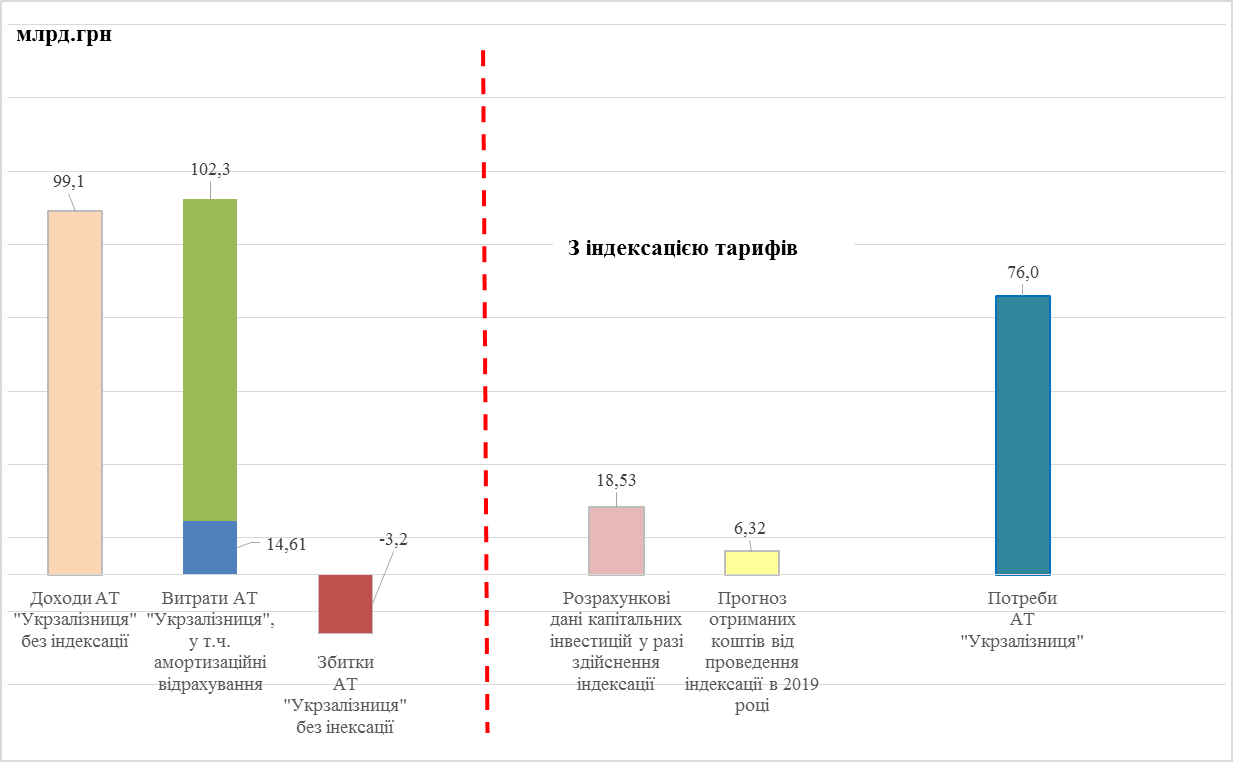 млрд.грн
99,1
102,3
14,61
-3,2
З індексацією тарифів
18,53
6,32
76,0
Доходи АТ
"Укрзалізниця"
без індексації
Витрати АТ
"Укрзалізниця",
у т.ч.
амортизаційні
відрахування
Збитки
АТ
"Укрзалізниця"
без інексації
Розрахункові
дані капітальних
інвестицій у разі
здійснення
індексації
Прогноз
отриманих
коштів від
проведення
індексації в 2019
році
Потреби
АТ
"Укрзалізниця"